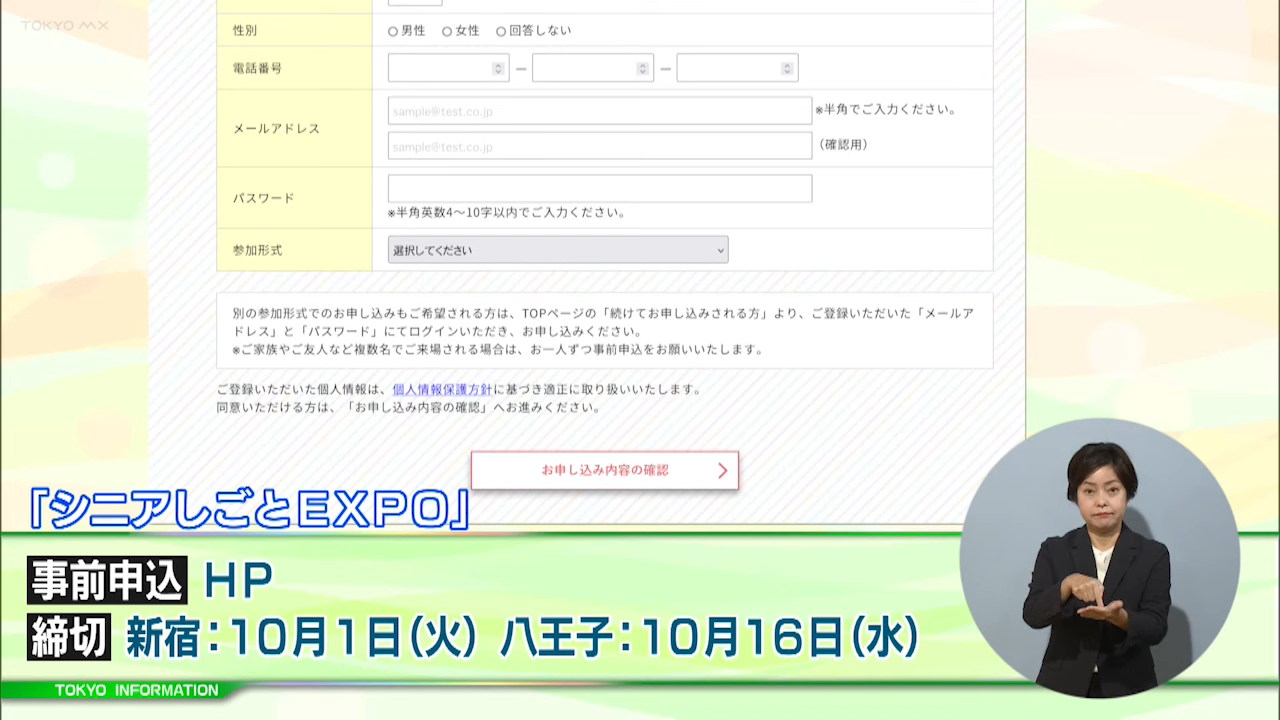 TOKYO MX
性別
男性 女性 回答しない
電話番号
メールアドレス
sample@test.co.jp
※半角でご入力ください。
sample@test.co.jp
（確認用）
パスワード
※半角英数4～10字以内でご入力ください。
参加形式
選択してください
別の参加形式でのお申し込みもご希望される方は、TOPページの「続けてお申し込みされる方」より、ご登録いただいた「メールア
ドレス」と「パスワード」にてログインいただき、お申し込みください。
※ご家族やご友人など複数名でご来場される場合は、お一人ずつ事前申込をお願いいたします。
ご登録いただいた個人情報は、個人情報保護方針に基づき適正に取り扱いいたします。
同意いただける方は、「お申し込み内容の確認」へお進みください。
お申し込み内容の確認
「シニアしごとEXPO」
事前申込 HP
締切 新宿：10月1日（火） 八王子：10月16日（水）
TOKYO INFORMATION